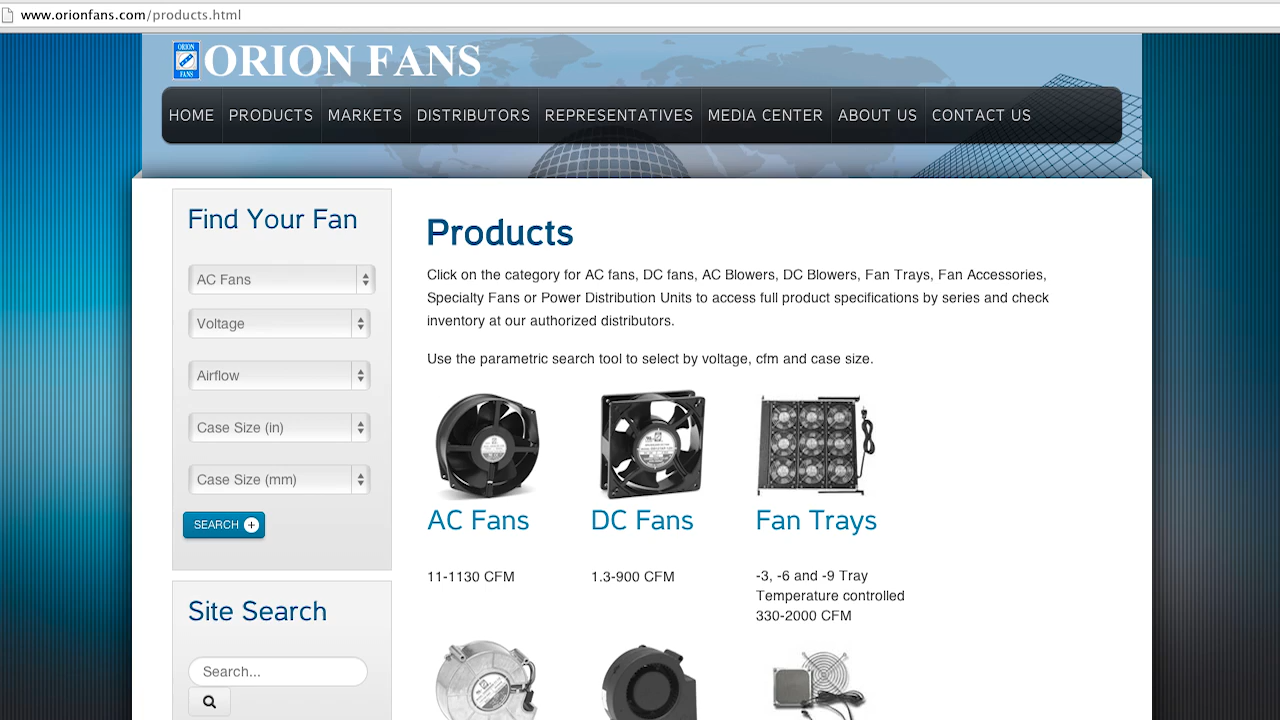 www.orionfans.com/products.html
ORION
FANS
ORION FANS
HOME PRODUCTS MARKETS DISTRIBUTORS REPRESENTATIVES MEDIA CENTER ABOUT US CONTACT US
Find Your Fan
AC Fans
Voltage
Airflow
Case Size (in)
Case Size (mm)
SEARCH
Site Search
Search...
Products
Click on the category for AC fans, DC fans, AC Blowers, DC Blowers, Fan Trays, Fan Accessories,
Specialty Fans or Power Distribution Units to access full product specifications by series and check
inventory at our authorized distributors.
Use the parametric search tool to select by voltage, cfm and case size.
AC Fans
DC Fans
Fan Trays
11-1130 CFM
1.3-900 CFM
-3, -6 and -9 Tray
Temperature controlled
330-2000 CFM